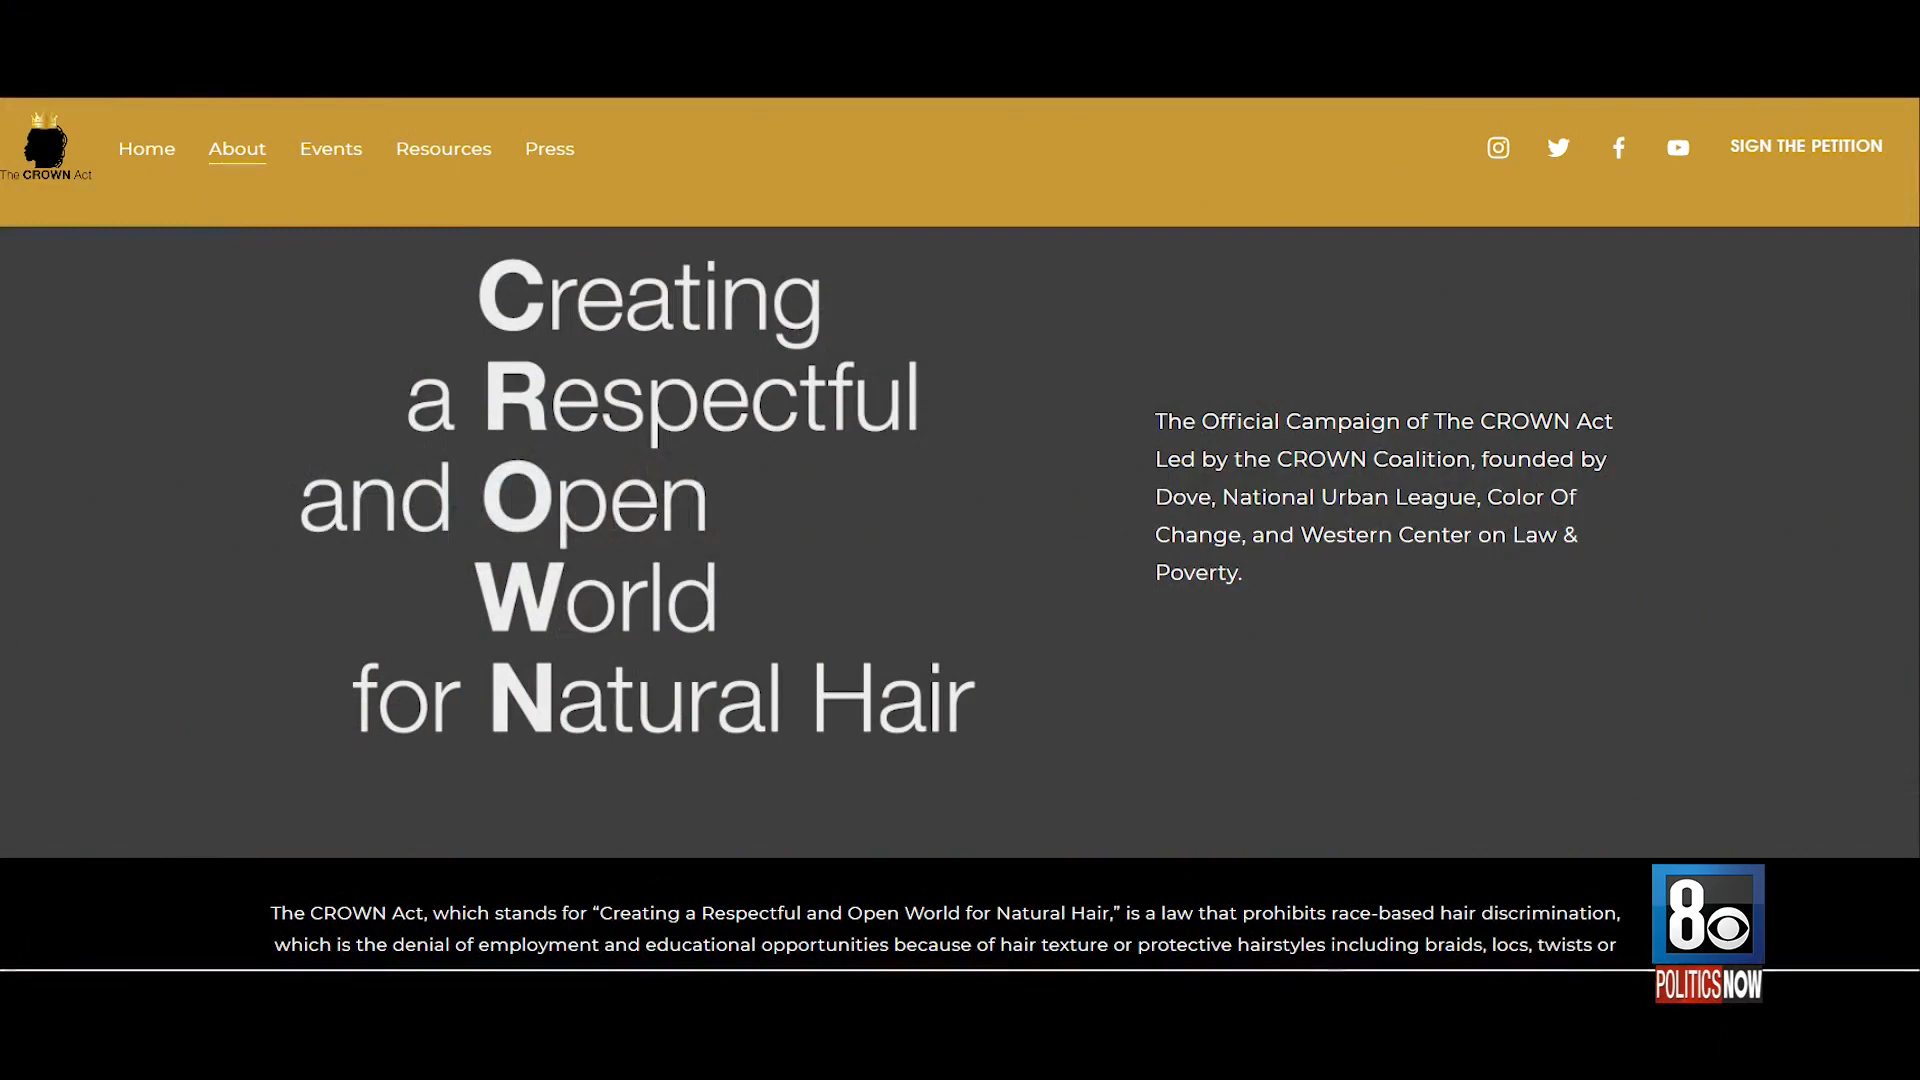 The CROWN Act
Home About Events Resources Press
SIGN THE PETITION
Creating
a Respectful
and Open
World
for Natural Hair
The Official Campaign of The CROWN Act
Led by the CROWN Coalition, founded by
Dove, National Urban League, Color Of
Change, and Western Center on Law &
Poverty.
The CROWN Act, which stands for “Creating a Respectful and Open World for Natural Hair,” is a law that prohibits race-based hair discrimination,
which is the denial of employment and educational opportunities because of hair texture or protective hairstyles including braids, locs, twists or
8
POLITICS NOW